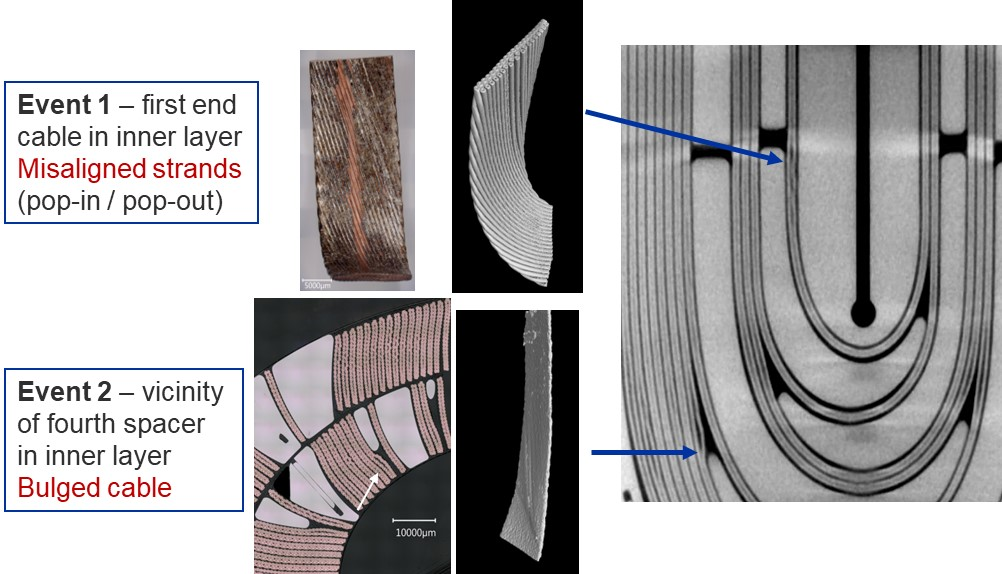 Event 1 – first end
cable in inner layer
Misaligned strands
(pop-in / pop-out)
5000μm
Event 2 – vicinity
of fourth spacer
in inner layer
Bulged cable
10000μm